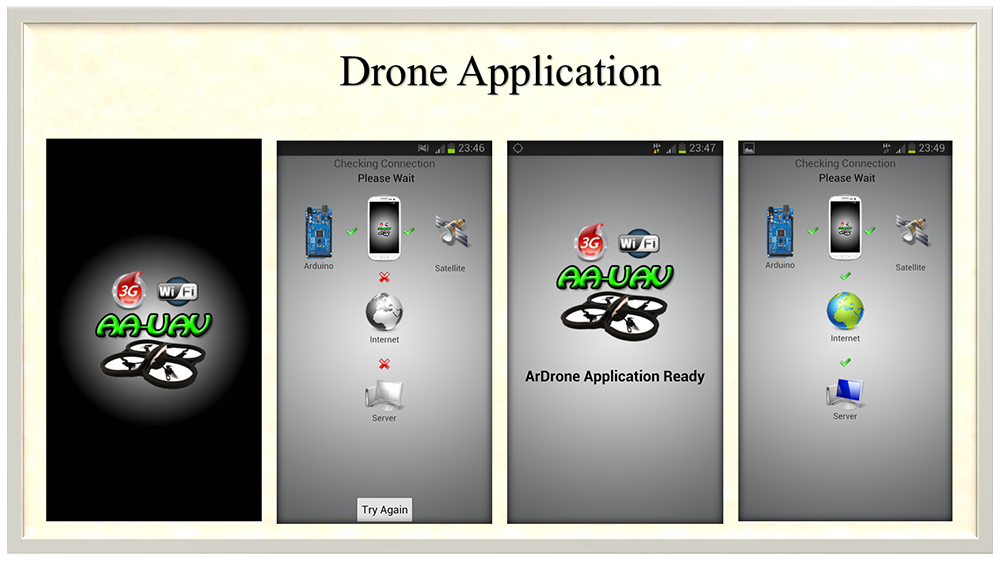 Drone Application
3G
Wi Fi
AA-UAV
23:46
Checking Connection
Please Wait
Arduino
Satellite
Internet
Server
Try Again
H+
23:47
3G
Wi Fi
AA-UAV
ArDrone Application Ready
H+
23:49
Checking Connection
Please Wait
Arduino
Satellite
Internet
Server